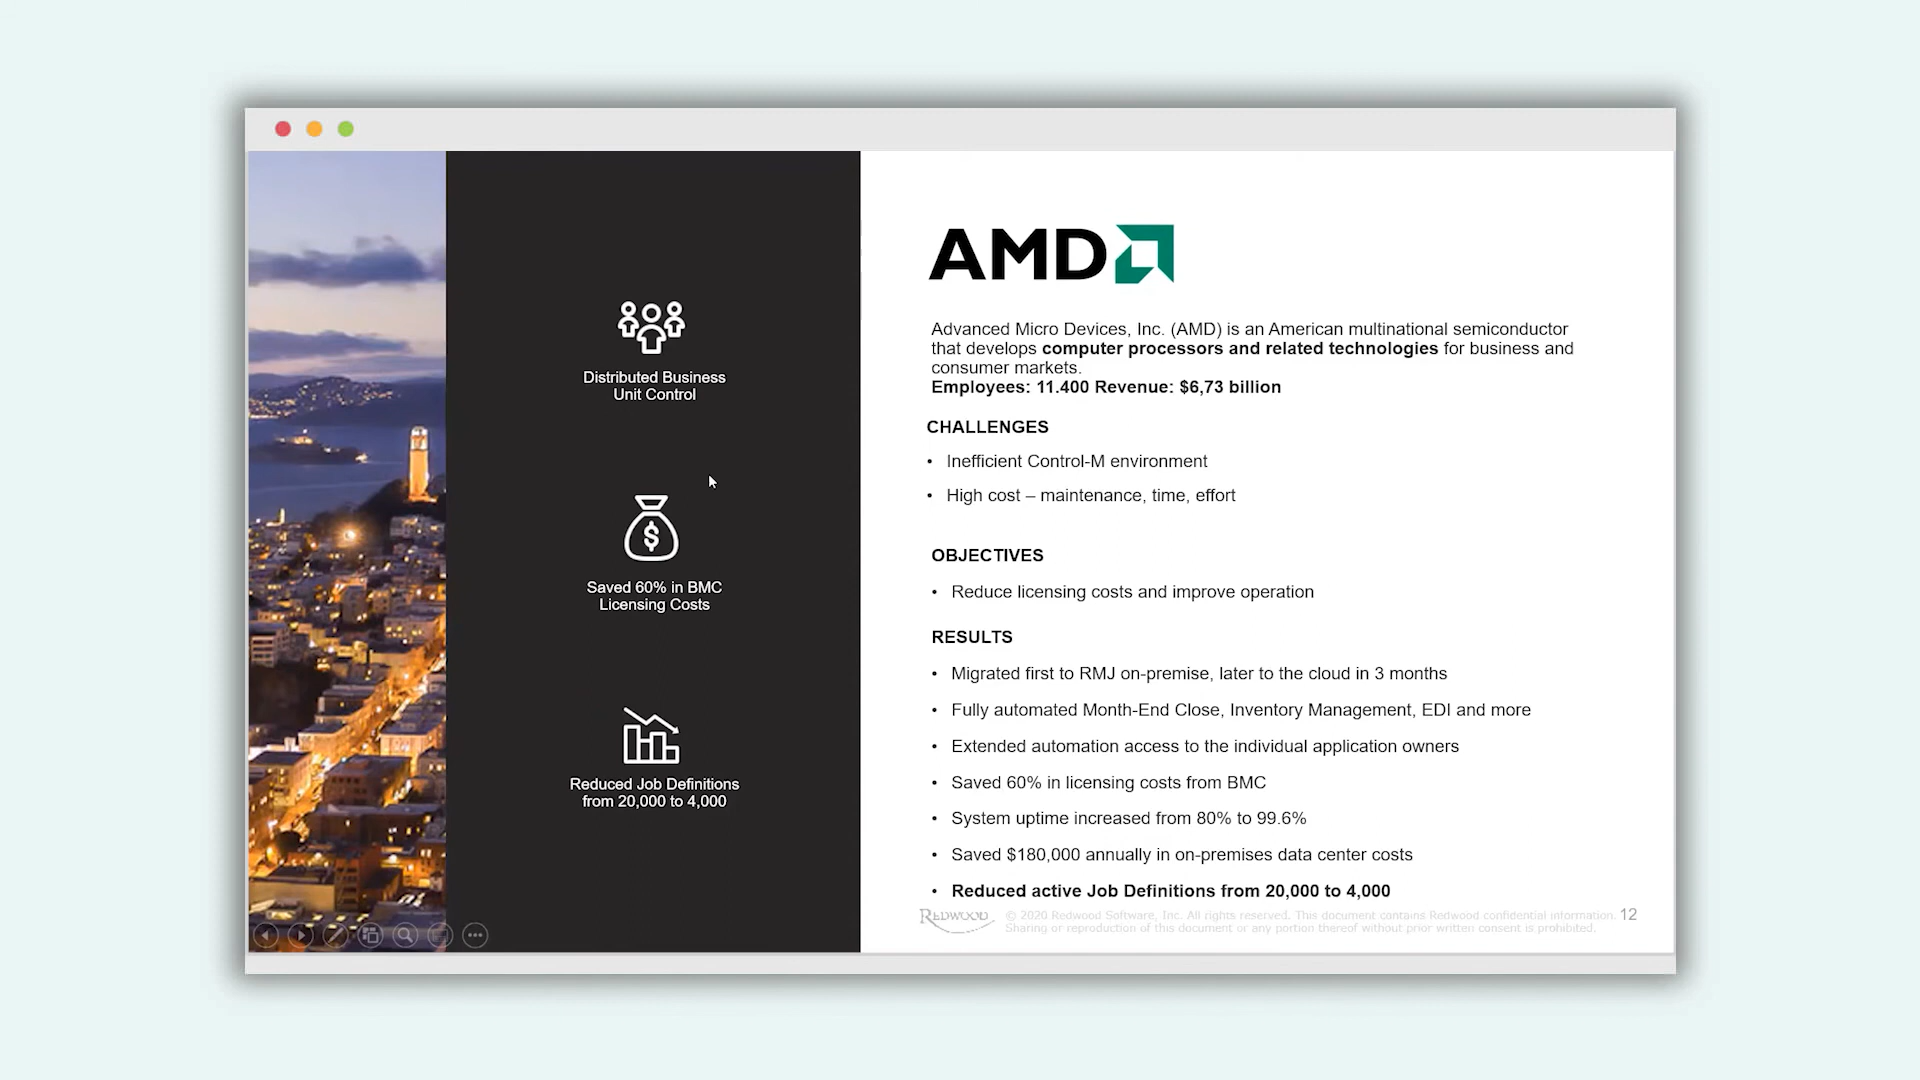 Distributed Business
Unit Control
Saved 60% in BMC
Licensing Costs
Reduced Job Definitions
from 20,000 to 4,000
AMD
Advanced Micro Devices, Inc. (AMD) is an American multinational semiconductor
that develops computer processors and related technologies for business and
consumer markets.
Employees: 11.400 Revenue: $6,73 billion
CHALLENGES
• Inefficient Control-M environment
• High cost – maintenance, time, effort
OBJECTIVES
• Reduce licensing costs and improve operation
RESULTS
• Migrated first to RMJ on-premise, later to the cloud in 3 months
• Fully automated Month-End Close, Inventory Management, EDI and more
• Extended automation access to the individual application owners
• Saved 60% in licensing costs from BMC
• System uptime increased from 80% to 99.6%
• Saved $180,000 annually in on-premises data center costs
• Reduced active Job Definitions from 20,000 to 4,000
REDWOOD
© 2020 Redwood Software, Inc. All rights reserved. This document contains Redwood confidential information. 12
Sharing or reproduction of this document or any portion thereof without prior written consent is prohibited.